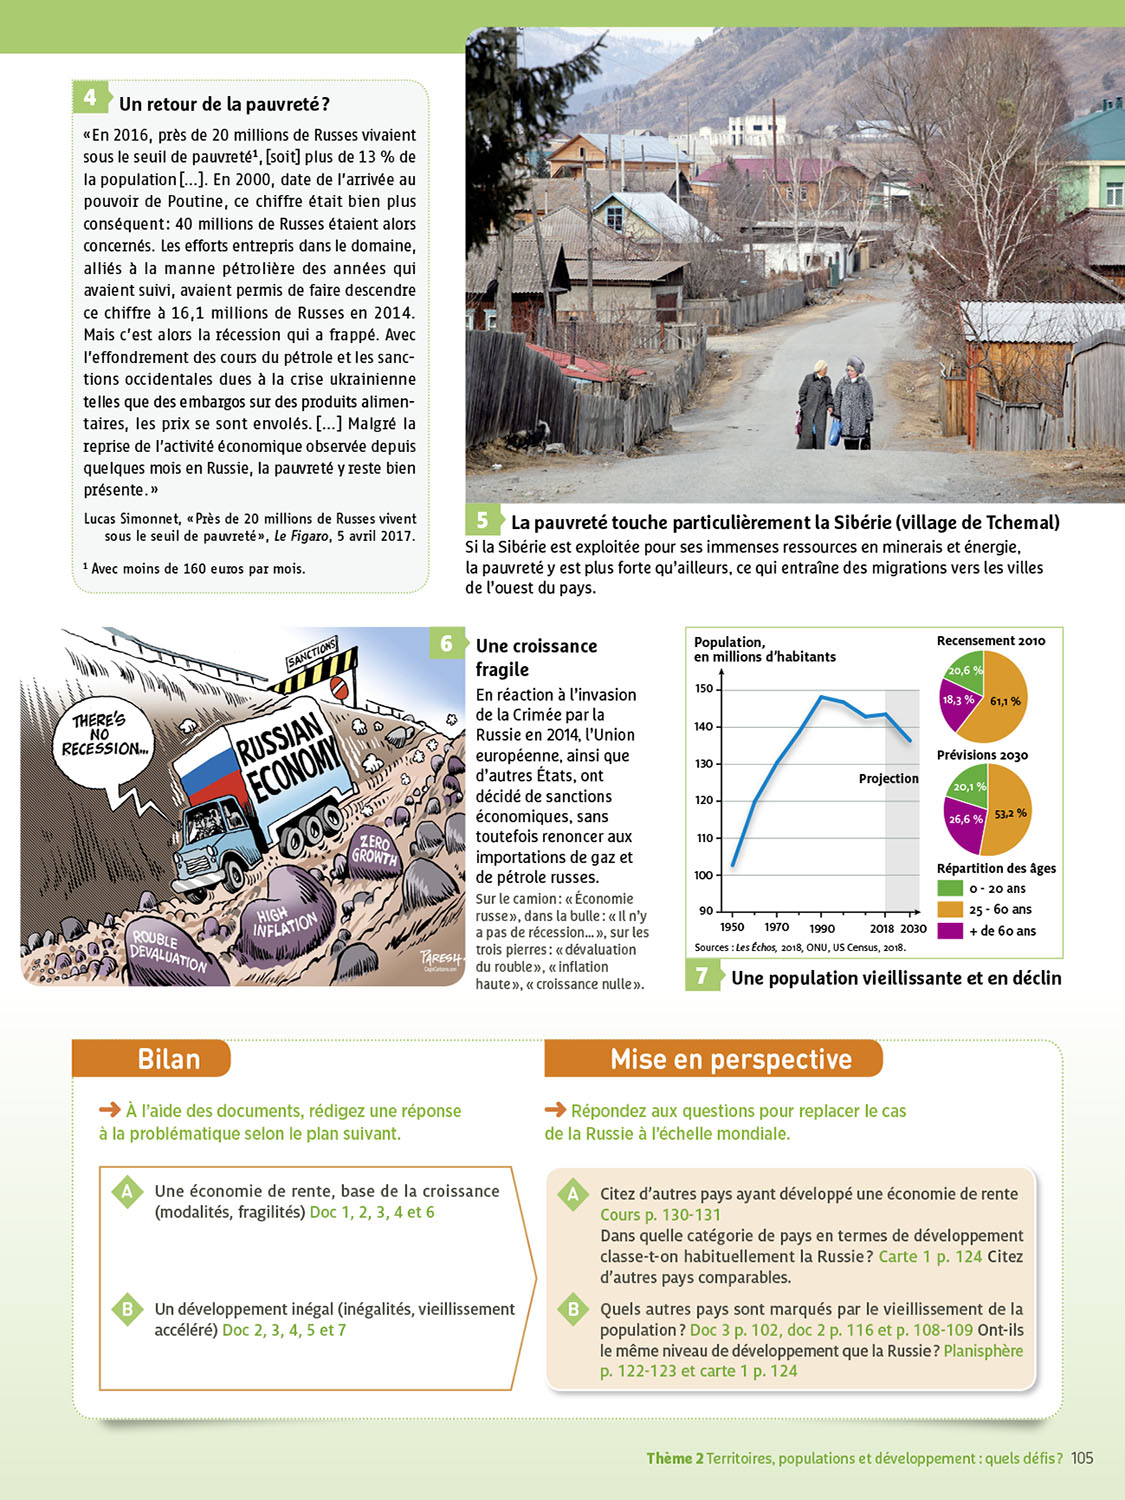 4 Un retour de la pauvreté ?
« En 2016, près de 20 millions de Russes vivaient
sous le seuil de pauvreté¹, [soit] plus de 13 % de
la population [...]. En 2000, date de l'arrivée au
pouvoir de Poutine, ce chiffre était bien plus
conséquent : 40 millions de Russes étaient alors
concernés. Les efforts entrepris dans le domaine,
alliés à la manne pétrolière des années qui
avaient suivi, avaient permis de faire descendre
ce chiffre à 16,1 millions de Russes en 2014.
Mais c'est alors la récession qui a frappé. Avec
l'effondrement des cours du pétrole et les sanc-
tions occidentales dues à la crise ukrainienne
telles que des embargos sur des produits alimen-
taires, les prix se sont envolés. [...] Malgré la
reprise de l'activité économique observée depuis
quelques mois en Russie, la pauvreté y reste bien
présente. »
Lucas Simonnet, « Près de 20 millions de Russes vivent
sous le seuil de pauvreté », Le Figaro, 5 avril 2017.
¹ Avec moins de 160 euros par mois.
5 La pauvreté touche particulièrement la Sibérie (village de Tchemal)
Si la Sibérie est exploitée pour ses immenses ressources en minerais et énergie,
la pauvreté y est plus forte qu'ailleurs, ce qui entraîne des migrations vers les villes
de l'ouest du pays.
SANCTIONS
THERE'S
NO
RECESSION...
RUSSIAN
ECONOMY
ZERO
GROWTH
HIGH
INFLATION
ROUBLE
DEVALUATION
PARESH.
CagleCartoons.com
6 Une croissance
fragile
En réaction à l'invasion
de la Crimée par la
Russie en 2014, l'Union
européenne, ainsi que
d'autres États, ont
décidé de sanctions
économiques, sans
toutefois renoncer aux
importations de gaz et
de pétrole russes.
Sur le camion : « Économie
russe », dans la bulle : « Il n'y
a pas de récession... », sur les
trois pierres : « dévaluation
du rouble », « inflation
haute », « croissance nulle ».
Population,
en millions d'habitants
150
140
130
120
110
100
90
1950 1970 1990 2018 2030
Projection
Sources : Les Échos, 2018, ONU, US Census, 2018.
Recensement 2010
20,6 %
18,3 %
61,1 %
Prévisions 2030
20,1 %
26,6 %
53,2 %
Répartition des âges
0 - 20 ans
25 - 60 ans
+ de 60 ans
7 Une population vieillissante et en déclin
Bilan
➜ À l'aide des documents, rédigez une réponse
à la problématique selon le plan suivant.
A Une économie de rente, base de la croissance
(modalités, fragilités) Doc 1, 2, 3, 4 et 6
B Un développement inégal (inégalités, vieillissement
accéléré) Doc 2, 3, 4, 5 et 7
Mise en perspective
➜ Répondez aux questions pour replacer le cas
de la Russie à l'échelle mondiale.
A Citez d'autres pays ayant développé une économie de rente
Cours p. 130-131
Dans quelle catégorie de pays en termes de développement
classe-t-on habituellement la Russie ? Carte 1 p. 124 Citez
d'autres pays comparables.
B Quels autres pays sont marqués par le vieillissement de la
population ? Doc 3 p. 102, doc 2 p. 116 et p. 108-109 Ont-ils
le même niveau de développement que la Russie ? Planisphère
p. 122-123 et carte 1 p. 124
Thème 2 Territoires, populations et développement : quels défis ? 105